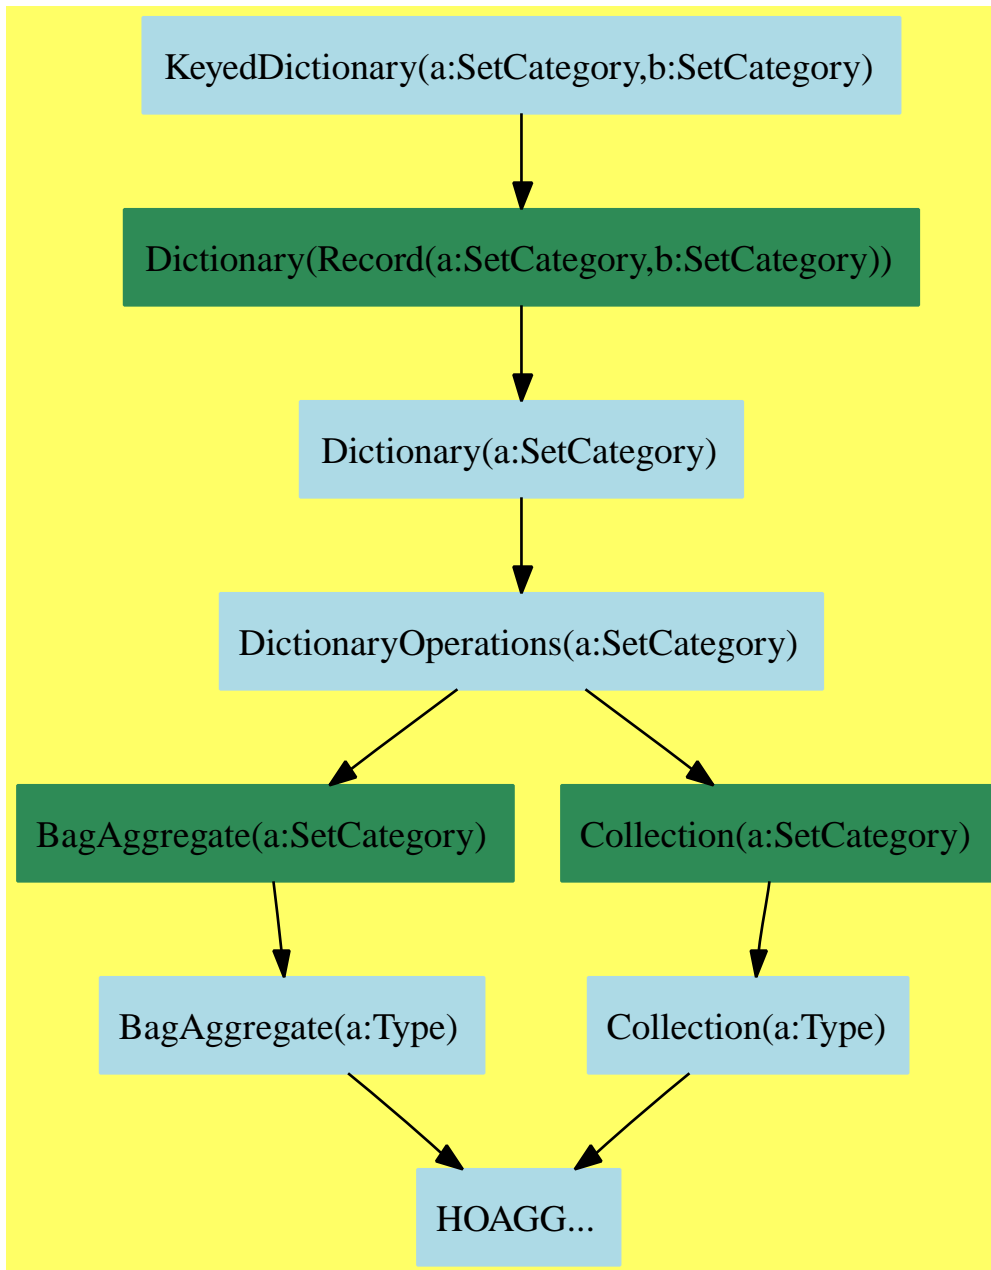 KeyedDictionary(a:SetCategory,b:SetCategory)
Dictionary(Record(a:SetCategory,b:SetCategory))
Dictionary(a:SetCategory)
DictionaryOperations(a:SetCategory)
BagAggregate(a:SetCategory)
Collection(a:SetCategory)
BagAggregate(a:Type)
Collection(a:Type)
HOAGG...